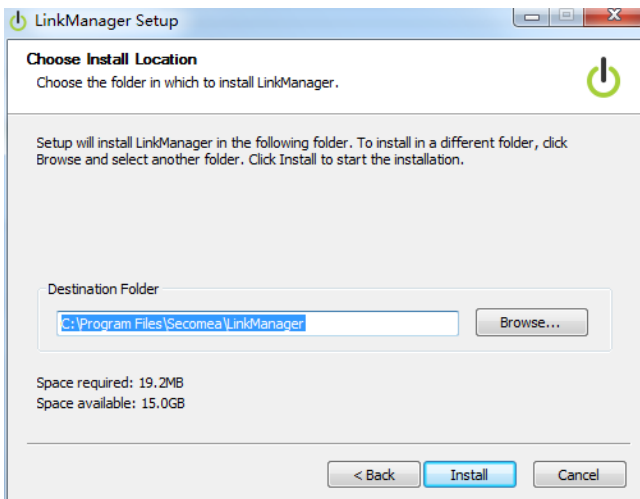 LinkManager Setup
Choose Install Location
Choose the folder in which to install LinkManager.
Setup will install LinkManager in the following folder. To install in a different folder, click
Browse and select another folder. Click Install to start the installation.
Destination Folder
C:\Program Files\Secomea\LinkManager
Browse...
Space required: 19.2MB
Space available: 15.0GB
< Back
Install
Cancel